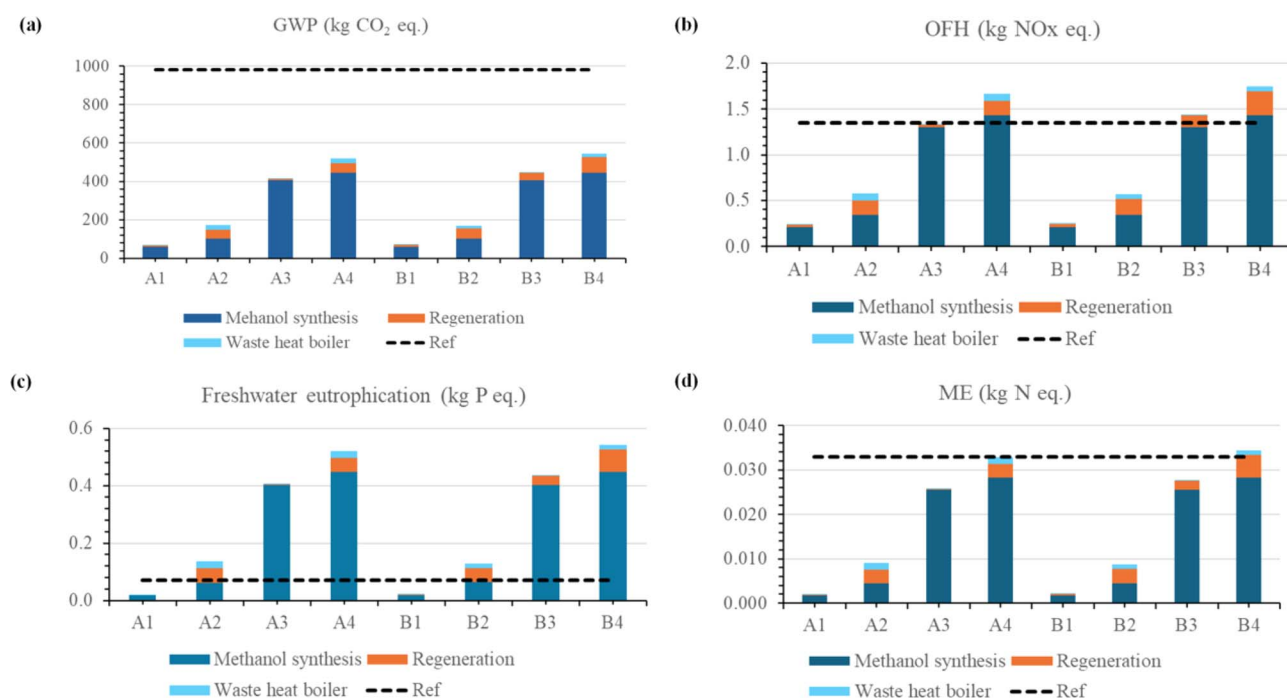 (a)
GWP (kg CO₂ eq.)
1000
800
600
400
200
0
A1 A2 A3 A4 B1 B2 B3 B4
Mehanol synthesis Regeneration
Waste heat boiler Ref
(b)
OFH (kg NOx eq.)
2.0
1.5
1.0
0.5
0.0
A1 A2 A3 A4 B1 B2 B3 B4
Methanol synthesis Regeneration
Waste heat boiler Ref
(c)
Freshwater eutrophication (kg P eq.)
0.6
0.4
0.2
0.0
A1 A2 A3 A4 B1 B2 B3 B4
Methanol synthesis Regeneration
Waste heat boiler Ref
(d)
ME (kg N eq.)
0.040
0.030
0.020
0.010
0.000
A1 A2 A3 A4 B1 B2 B3 B4
Methanol synthesis Regeneration
Waste heat boiler Ref